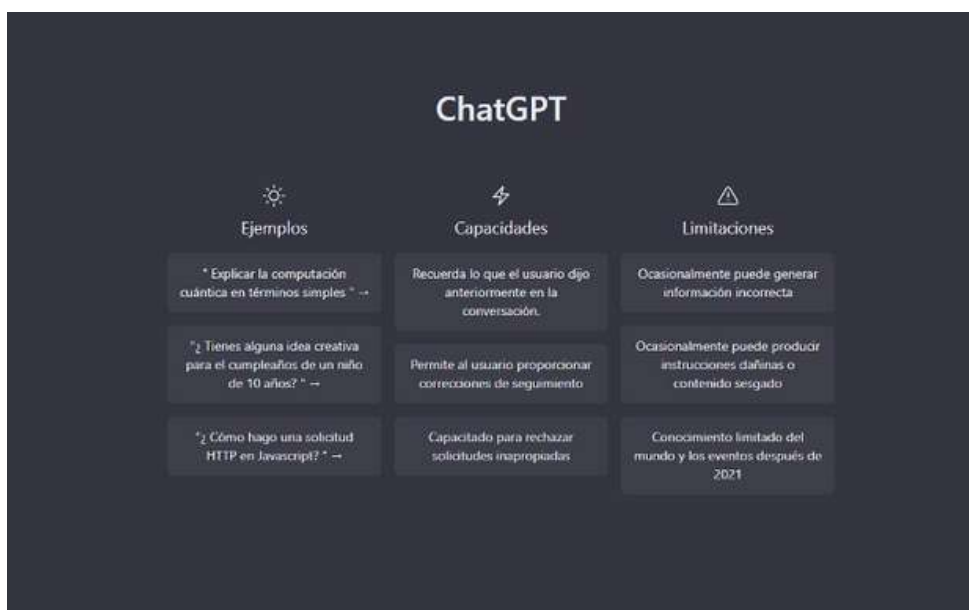 ChatGPT
Ejemplos
" Explicar la computación
cuántica en términos simples " →
"¿ Tienes alguna idea creativa
para el cumpleaños de un niño
de 10 años? " →
"¿ Cómo hago una solicitud
HTTP en Javascript? " →
Capacidades
Recuerda lo que el usuario dijo
anteriormente en la
conversación.
Permite al usuario proporcionar
correcciones de seguimiento
Capacitado para rechazar
solicitudes inapropiadas
Limitaciones
Ocasionalmente puede generar
información incorrecta
Ocasionalmente puede producir
instrucciones dañinas o
contenido sesgado
Conocimiento limitado del
mundo y los eventos después de
2021